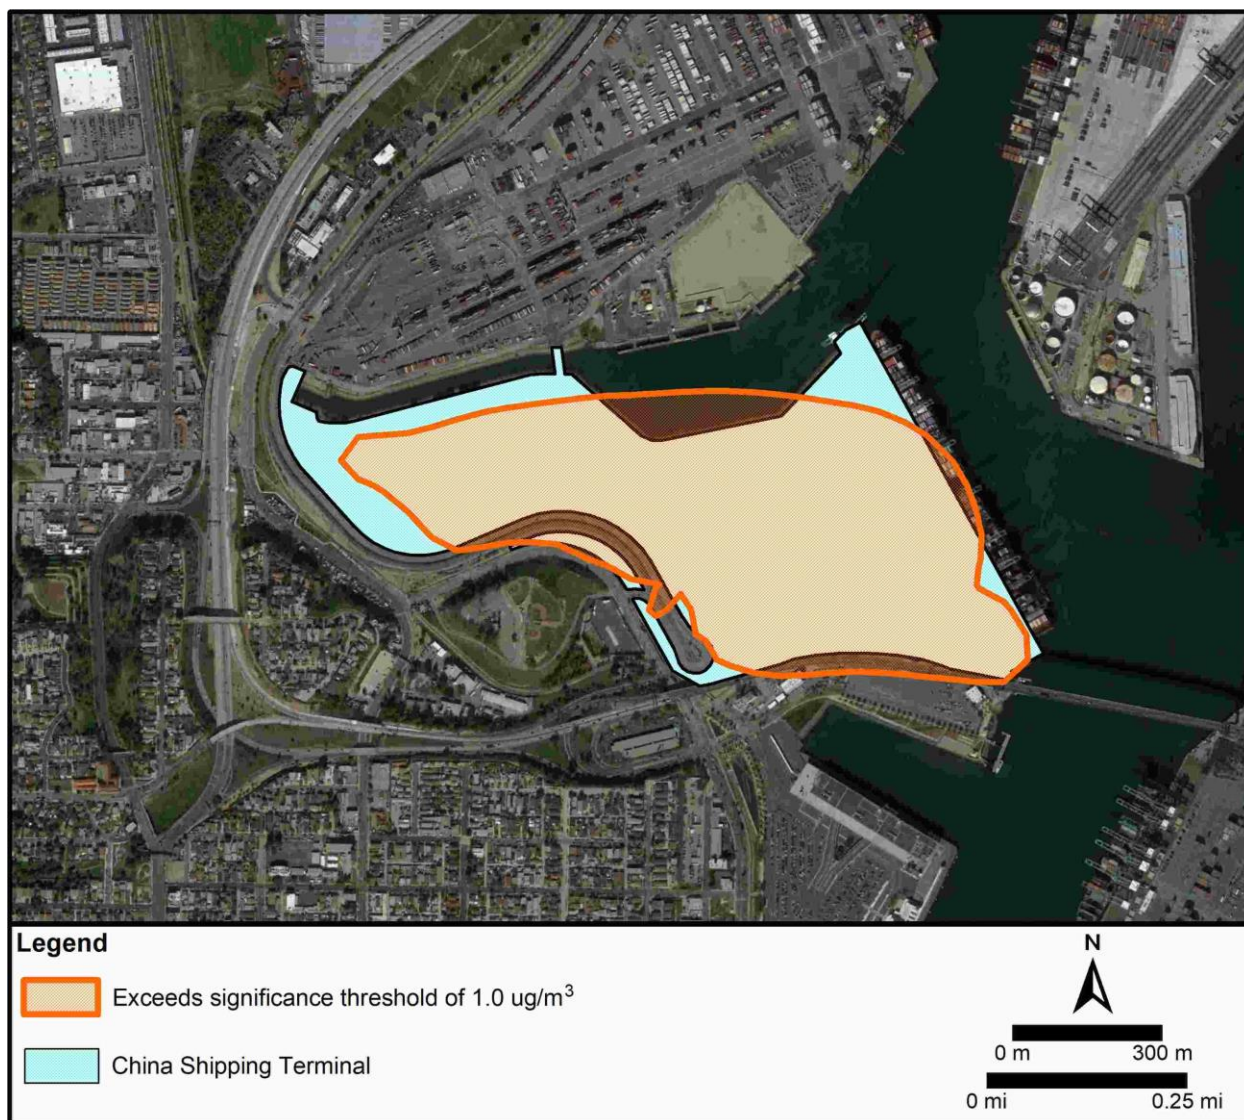 Legend
Exceeds significance threshold of 1.0 ug/m³
China Shipping Terminal
N
0 m 300 m
0 mi 0.25 mi